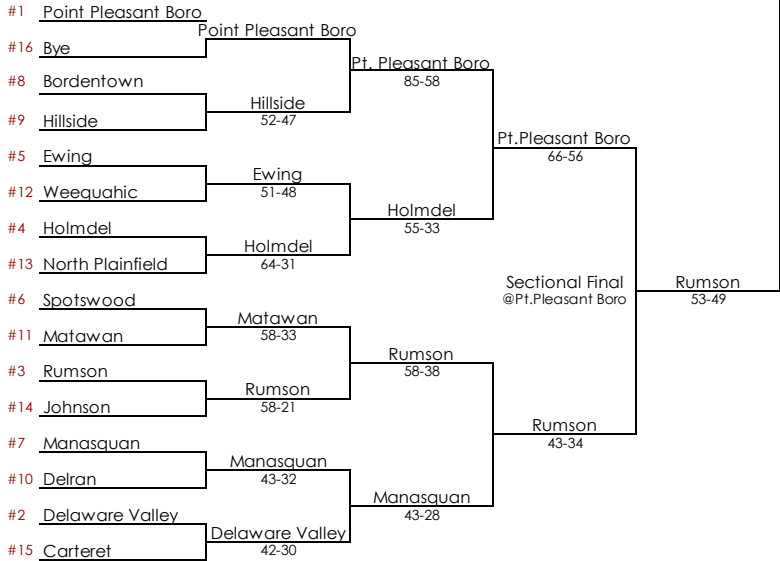 #1 Point Pleasant Boro
#16 Bye
#8 Bordentown
#9 Hillside
#5 Ewing
#12 Weequahic
#4 Holmdel
#13 North Plainfield
#6 Spotswood
#11 Matawan
#3 Rumson
#14 Johnson
#7 Manasquan
#10 Delran
#2 Delaware Valley
#15 Carteret
Point Pleasant Boro
Hillside
52-47
Ewing
51-48
Holmdel
64-31
Matawan
58-33
Rumson
58-21
Manasquan
43-32
Delaware Valley
42-30
Pt. Pleasant Boro
85-58
Holmdel
55-33
Rumson
58-38
Manasquan
43-28
Pt.Pleasant Boro
66-56
Sectional Final
@Pt.Pleasant Boro
Rumson
43-34
Rumson
53-49